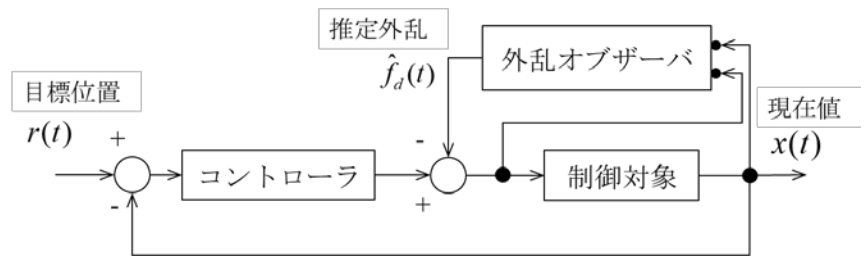 推定外乱
f̂_d(t)
外乱オブザーバ
目標位置
r(t)
現在値
x(t)
+
-
コントローラ
-
+
制御対象